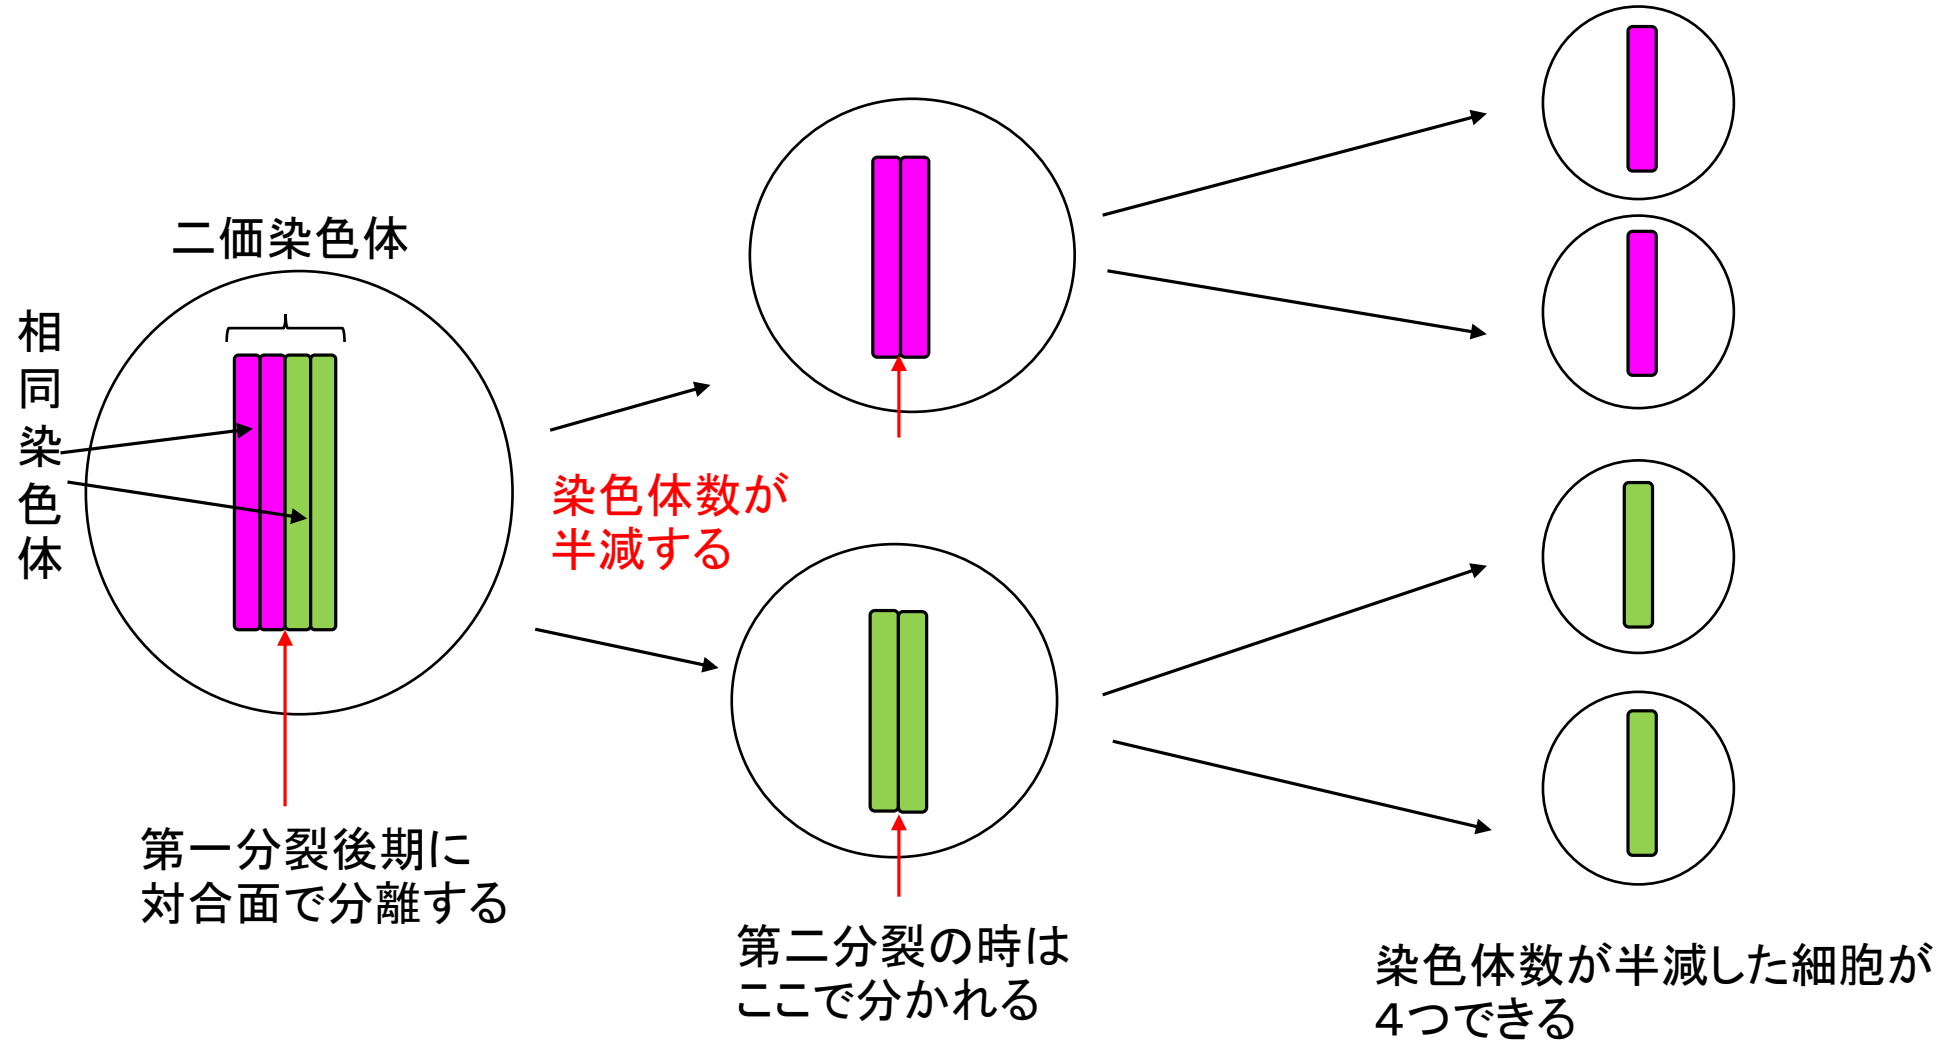 二価染色体
相同染色体
染色体数が
半減する
第一分裂後期に
対合面で分離する
第二分裂の時は
ここで分かれる
染色体数が半減した細胞が
4つできる